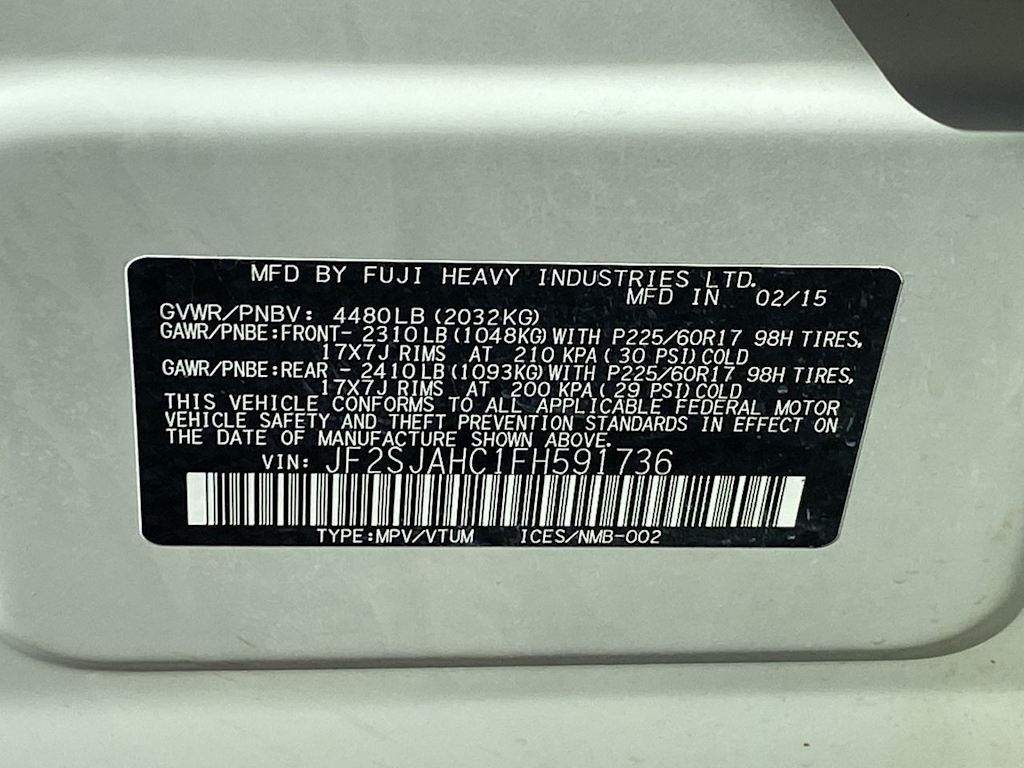 MFD BY FUJI HEAVY INDUSTRIES LTD.
MFD IN 02/15
GVWR/PNBV: 4480LB (2032KG)
GAWR/PNBE:FRONT- 2310LB (1048KG) WITH P225/60R17 98H TIRES,
17X7J RIMS AT 210 KPA ( 30 PSI) COLD
GAWR/PNBE:REAR - 2410LB (1093KG) WITH P225/60R17 98H TIRES,
17X7J RIMS AT 200 KPA ( 29 PSI) COLD
THIS VEHICLE CONFORMS TO ALL APPLICABLE FEDERAL MOTOR
VEHICLE SAFETY AND THEFT PREVENTION STANDARDS IN EFFECT ON
THE DATE OF MANUFACTURE SHOWN ABOVE.
VIN: JF2SJAHC1FH591736
TYPE:MPV/VTUM ICES/NMB-002